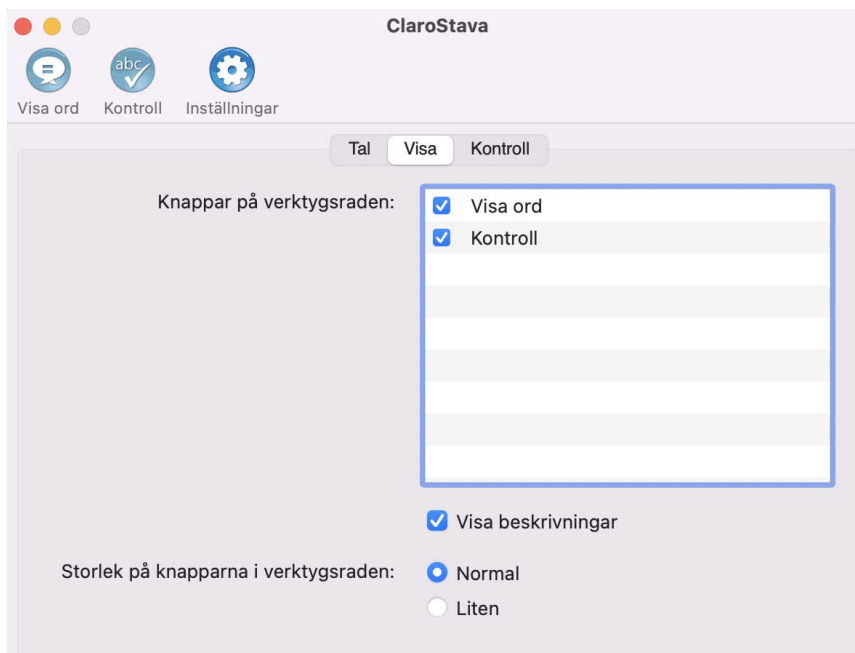 ClaroStava
abc
Visa ord Kontroll Inställningar
Tal Visa Kontroll
Knappar på verktygsraden:
Visa ord
Kontroll
Visa beskrivningar
Storlek på knapparna i verktygsraden:
Normal
Liten